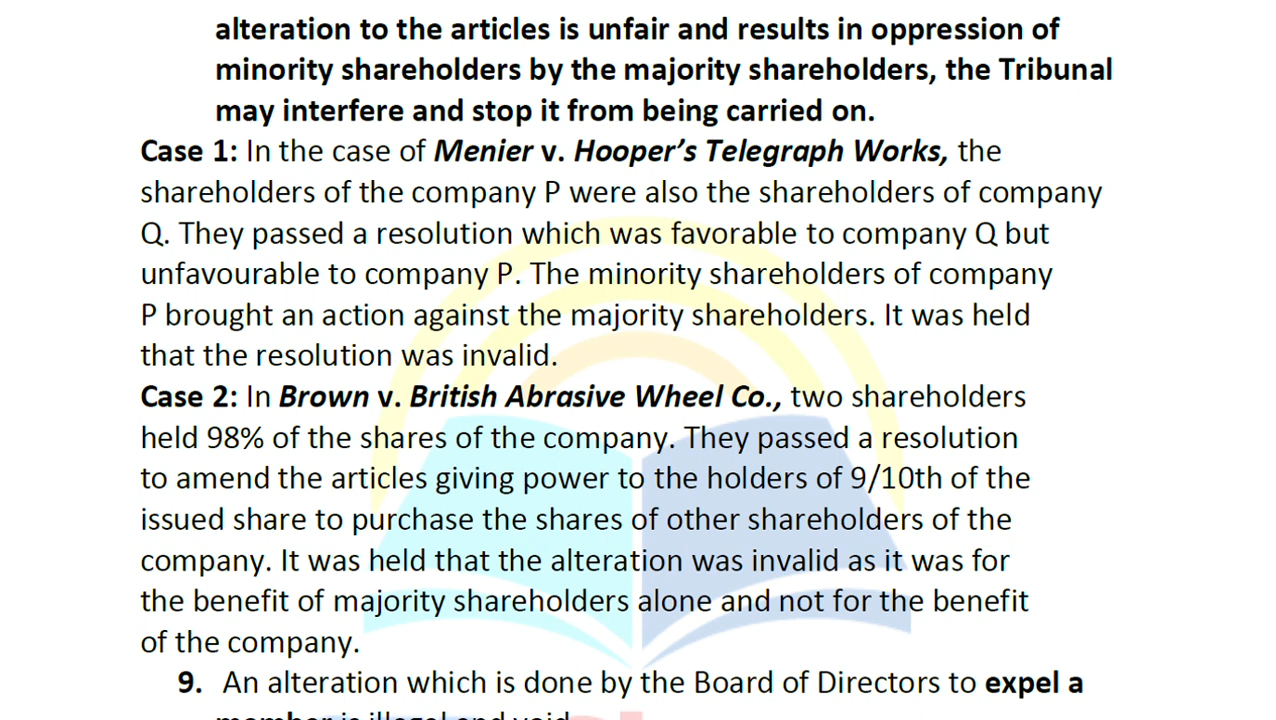 alteration to the articles is unfair and results in oppression of
minority shareholders by the majority shareholders, the Tribunal
may interfere and stop it from being carried on.
Case 1: In the case of Menier v. Hooper's Telegraph Works, the
shareholders of the company P were also the shareholders of company
Q. They passed a resolution which was favorable to company Q but
unfavourable to company P. The minority shareholders of company
P brought an action against the majority shareholders. It was held
that the resolution was invalid.
Case 2: In Brown v. British Abrasive Wheel Co., two shareholders
held 98% of the shares of the company. They passed a resolution
to amend the articles giving power to the holders of 9/10th of the
issued share to purchase the shares of other shareholders of the
company. It was held that the alteration was invalid as it was for
the benefit of majority shareholders alone and not for the benefit
of the company.
9. An alteration which is done by the Board of Directors to expel a
member is illegal and void